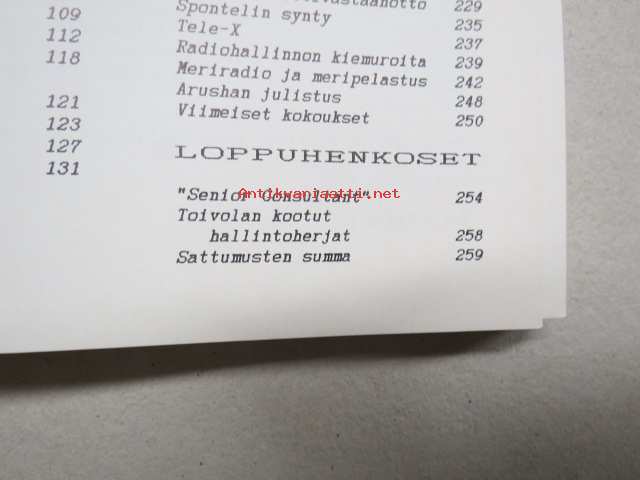 109
112
118
121
123
127
131
229
Spontelin synty 235
Tele-X 237
Radiohallinnon kiemuroita 239
Meriradio ja meripelastus 242
Arushan julistus 248
Viimeiset kokoukset 250
LOPPUHENKOSET
"Senior Consultant" 254
Antikvariaatti.net
Toivolan kootut
hallintoherjat 258
Sattumusten summa 259